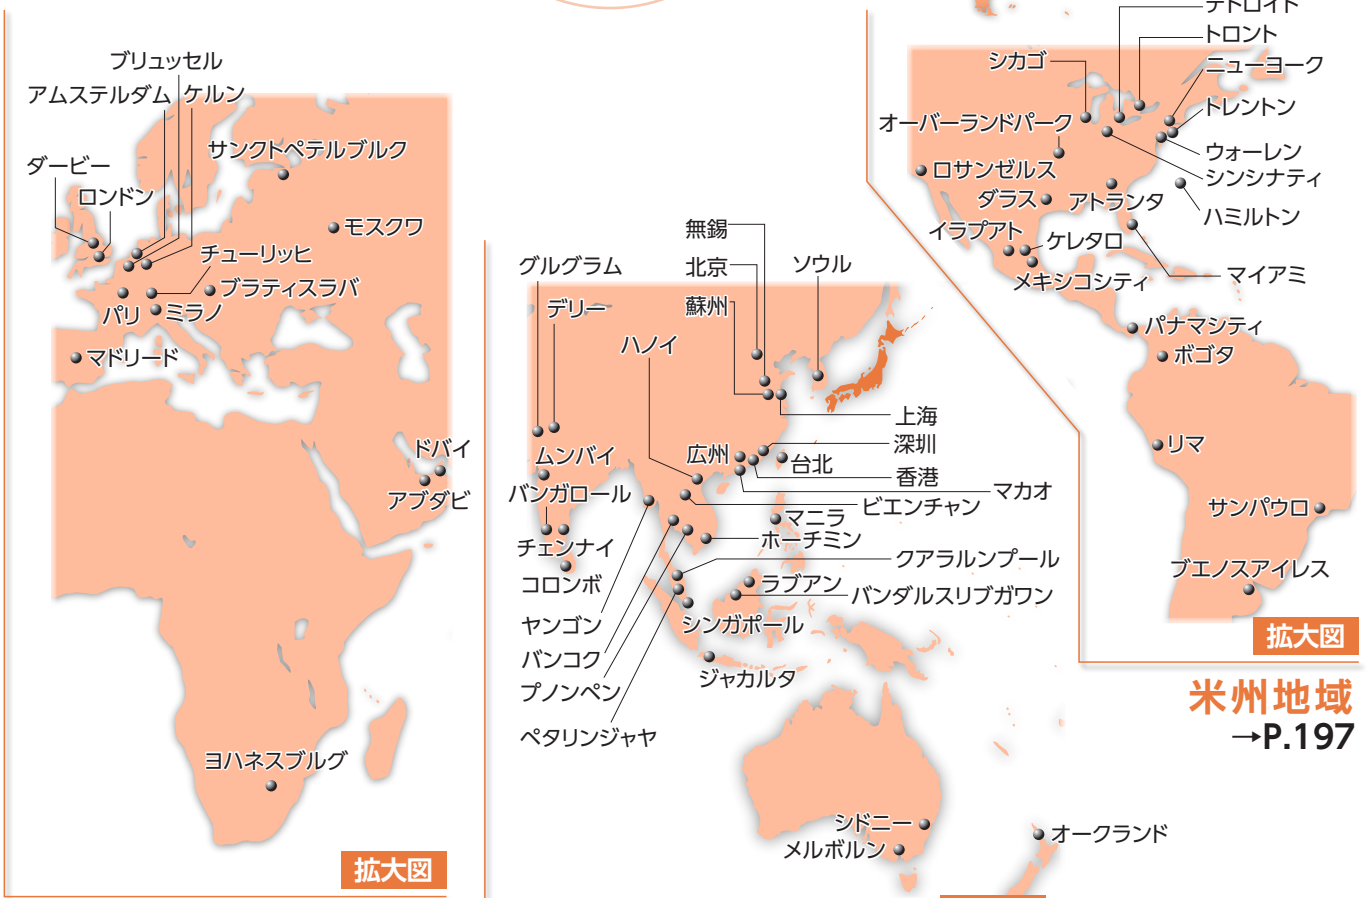 ブリュッセル
アムステルダム
ケルン
サンクトペテルブルク
ダービー
ロンドン
モスクワ
チューリッヒ
ブラティスラバ
パリ
ミラノ
マドリード
ドバイ
アブダビ
ヨハネスブルグ
拡大図
無錫
グルグラム
北京
ソウル
デリー
蘇州
ハノイ
上海
深圳
ムンバイ
広州
台北
香港
バンガロール
マカオ
ビエンチャン
マニラ
ホーチミン
チェンナイ
クアラルンプール
コロンボ
ラブアン
バンダルスリブガワン
ヤンゴン
シンガポール
バンコク
ジャカルタ
プノンペン
ペタリンジャヤ
シドニー
メルボルン
オークランド
デトロイト
トロント
シカゴ
ニューヨーク
トレントン
オーバーランドパーク
ウォーレン
ロサンゼルス
シンシナティ
ダラス
アトランタ
ハミルトン
イラプアト
ケレタロ
メキシコシティ
マイアミ
パナマシティ
ボゴタ
リマ
サンパウロ
ブエノスアイレス
拡大図
米州地域
→P.197